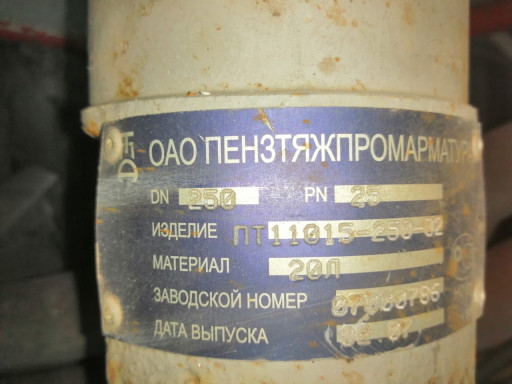 ОАО ПЕНЗТЯЖПРОМАРМАТУРА
DN 250 PN 25
ИЗДЕЛИЕ ПТ11015-250-02
МАТЕРИАЛ 20Л
ЗАВОДСКОЙ НОМЕР
ДАТА ВЫПУСКА